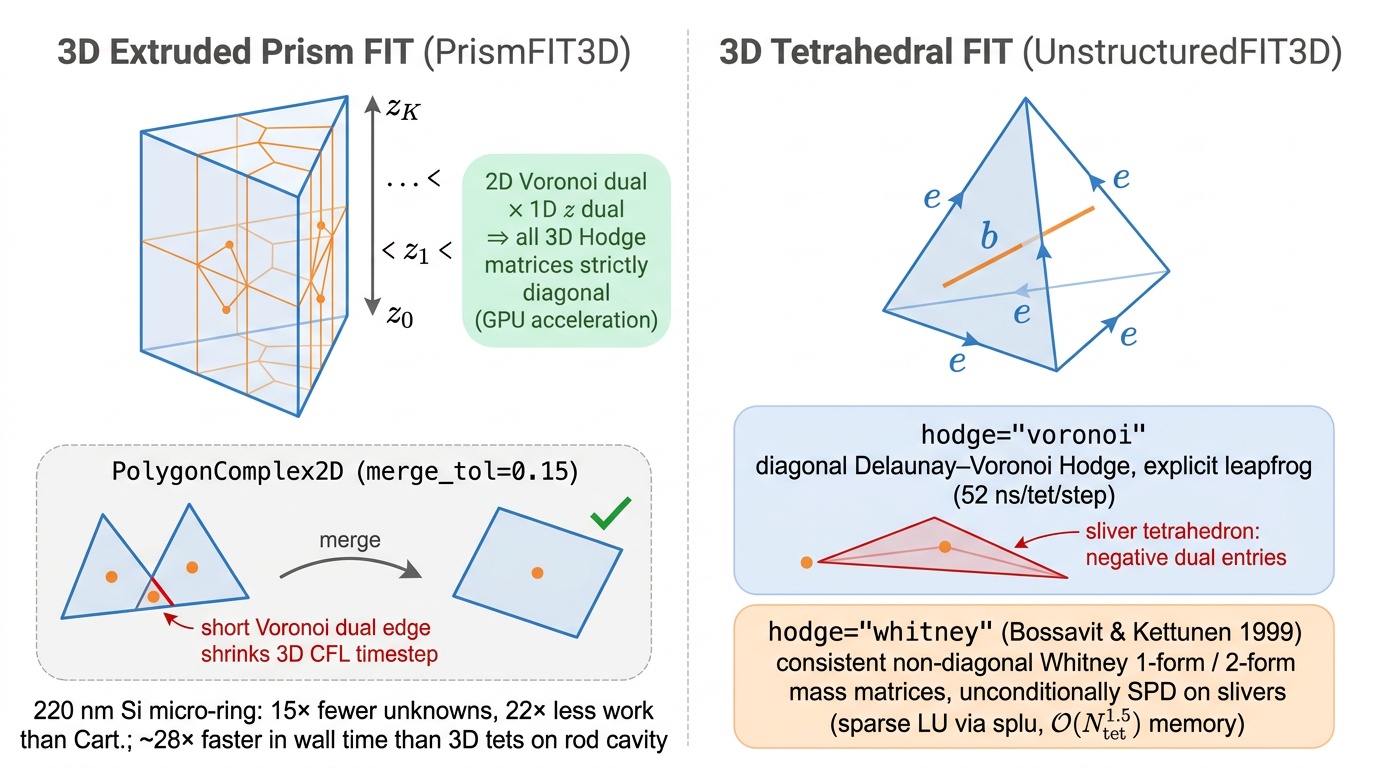 3D Extruded Prism FIT (PrismFIT3D)
z_K
… <
< z_1 <
z_0
2D Voronoi dual
× 1D z dual
⇒ all 3D Hodge
matrices strictly
diagonal
(GPU acceleration)
PolygonComplex2D (merge_tol=0.15)
merge
short Voronoi dual edge
shrinks 3D CFL timestep
220 nm Si micro-ring: 15× fewer unknowns, 22× less work
than Cart.; ~28× faster in wall time than 3D tets on rod cavity
3D Tetrahedral FIT (UnstructuredFIT3D)
e
e
b
e
e
e
hodge="voronoi"
diagonal Delaunay–Voronoi Hodge, explicit leapfrog
(52 ns/tet/step)
sliver tetrahedron:
negative dual entries
hodge="whitney" (Bossavit & Kettunen 1999)
consistent non-diagonal Whitney 1-form / 2-form
mass matrices, unconditionally SPD on slivers
(sparse LU via splu, 𝒪(N_tet^1.5) memory)